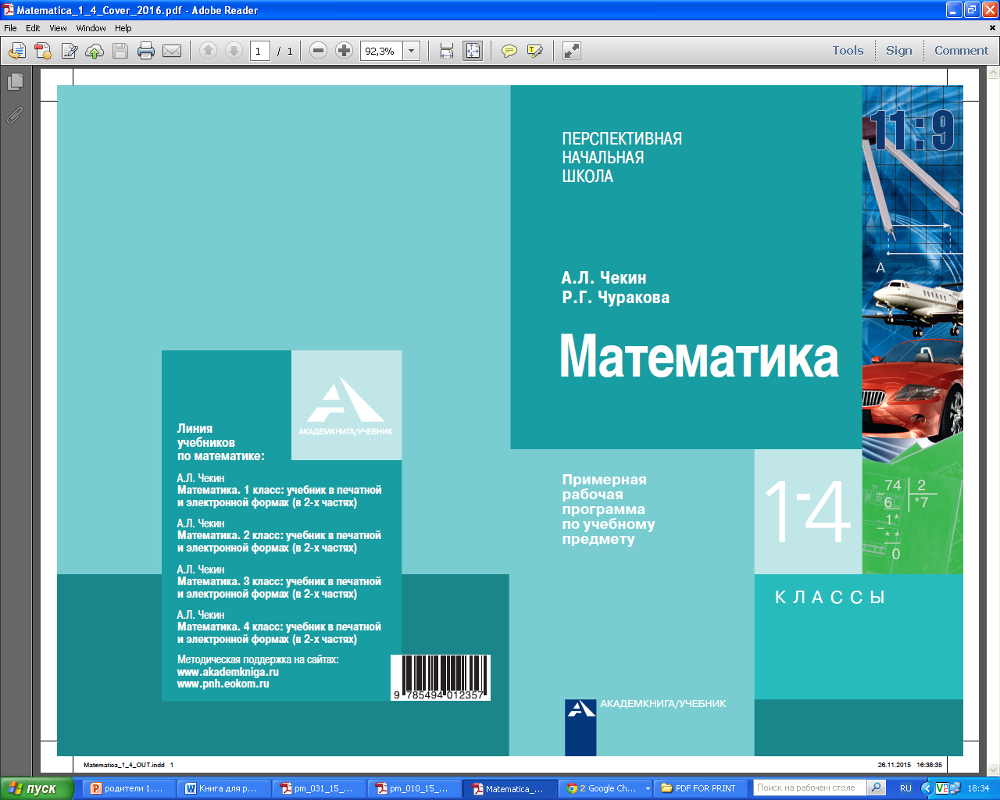 Matematica_1_4_Cover_2016.pdf - Adobe Reader
File Edit View Window Help
1 / 1 92,3% Tools Sign Comment
ПЕРСПЕКТИВНАЯ
НАЧАЛЬНАЯ
ШКОЛА
11:9
А
А.Л. Чекин
Р.Г. Чуракова
Математика
АКАДЕМКНИГА/УЧЕБНИК
Линия
учебников
по математике:
А.Л. Чекин
Математика. 1 класс: учебник в печатной
и электронной формах (в 2-х частях)
А.Л. Чекин
Математика. 2 класс: учебник в печатной
и электронной формах (в 2-х частях)
А.Л. Чекин
Математика. 3 класс: учебник в печатной
и электронной формах (в 2-х частях)
А.Л. Чекин
Математика. 4 класс: учебник в печатной
и электронной формах (в 2-х частях)
Методическая поддержка на сайтах:
www.akademkniga.ru
www.pnh.eokom.ru
9 785494 012357
Примерная
рабочая
программа
по учебному
предмету
1-4
КЛАССЫ
74 2
6 *7
1*
**
0
АКАДЕМКНИГА/УЧЕБНИК
Matematica_1_4_OUT.indd 1
26.11.2015 16:38:35
пуск
родители 1....
Книга для р...
pm_031_15_...
pm_010_15_...
Matematica_...
2 Google Ch...
PDF FOR PRINT
Поиск на рабочем столе
RU
18:34